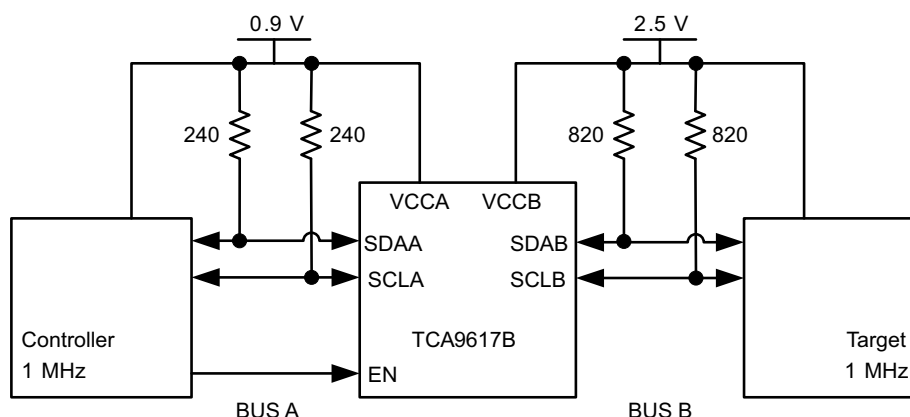 0.9 V 2.5 V
240 240 820 820
VCCA VCCB
SDAA SDAB
SCLA SCLB
Controller TCA9617B Target
1 MHz EN 1 MHz
BUS A BUS B